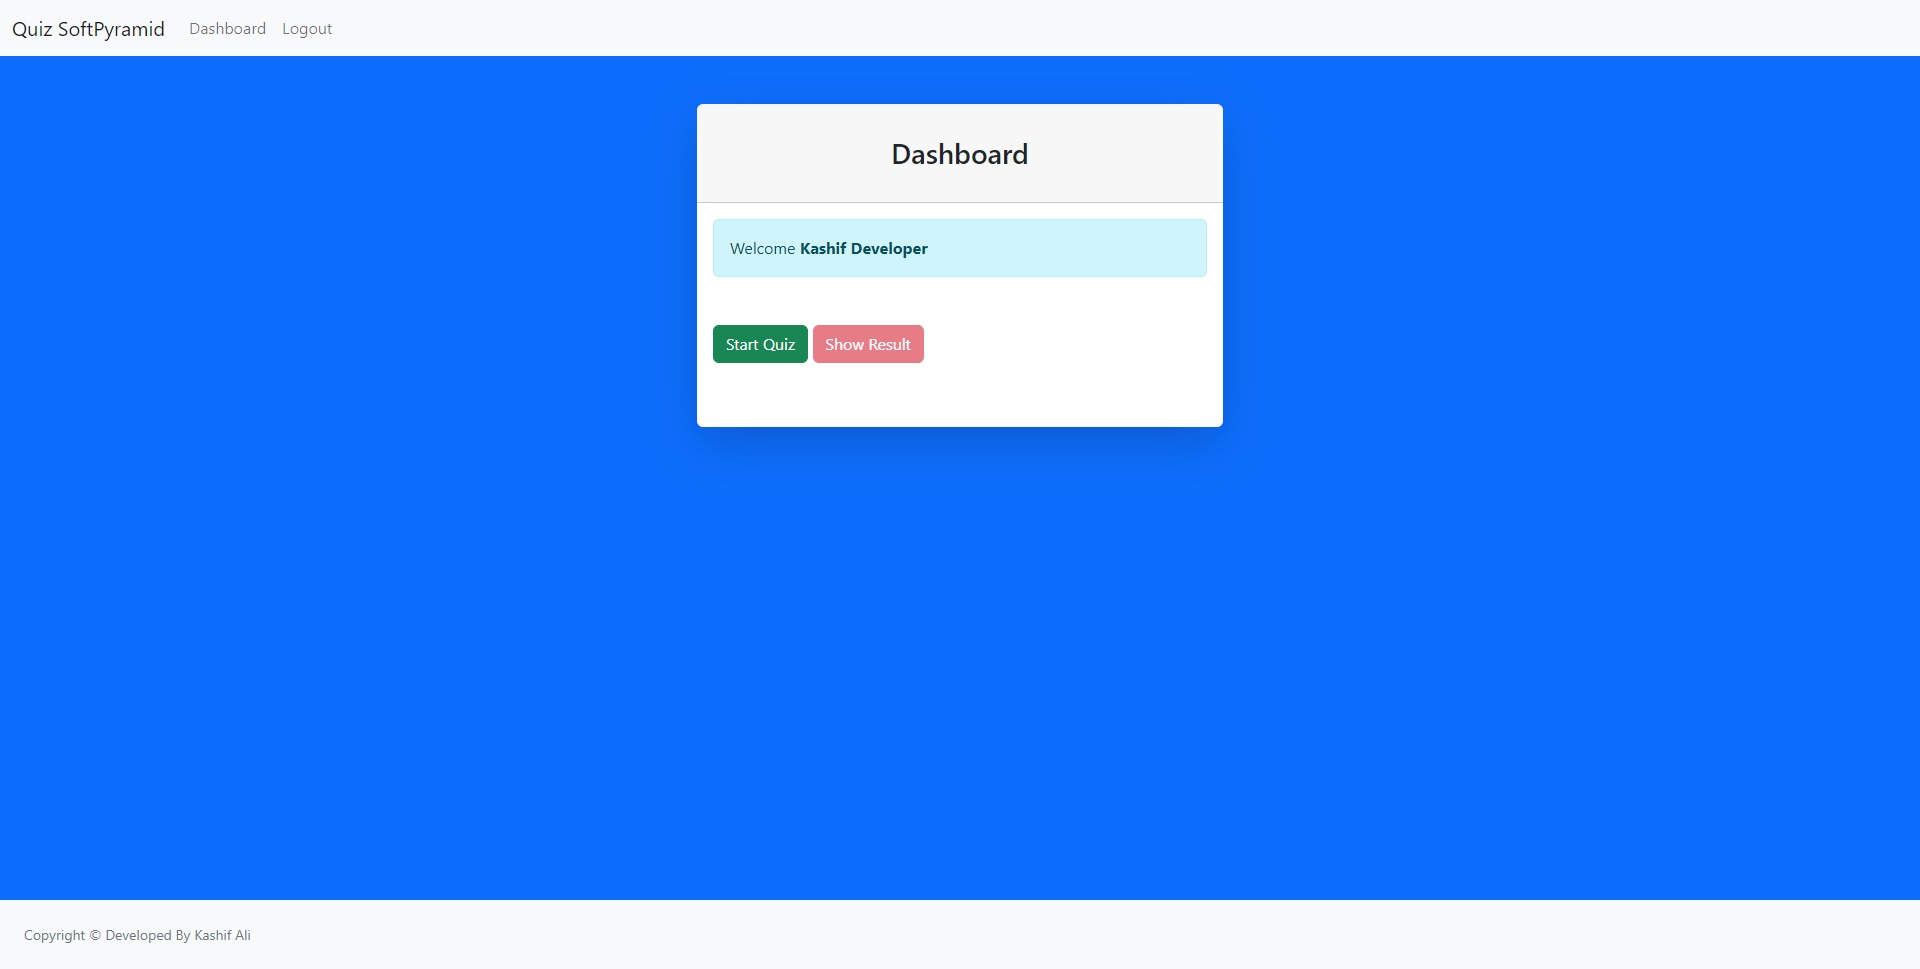 Quiz SoftPyramid Dashboard Logout
Dashboard
Welcome Kashif Developer
Start Quiz Show Result
Copyright © Developed By Kashif Ali